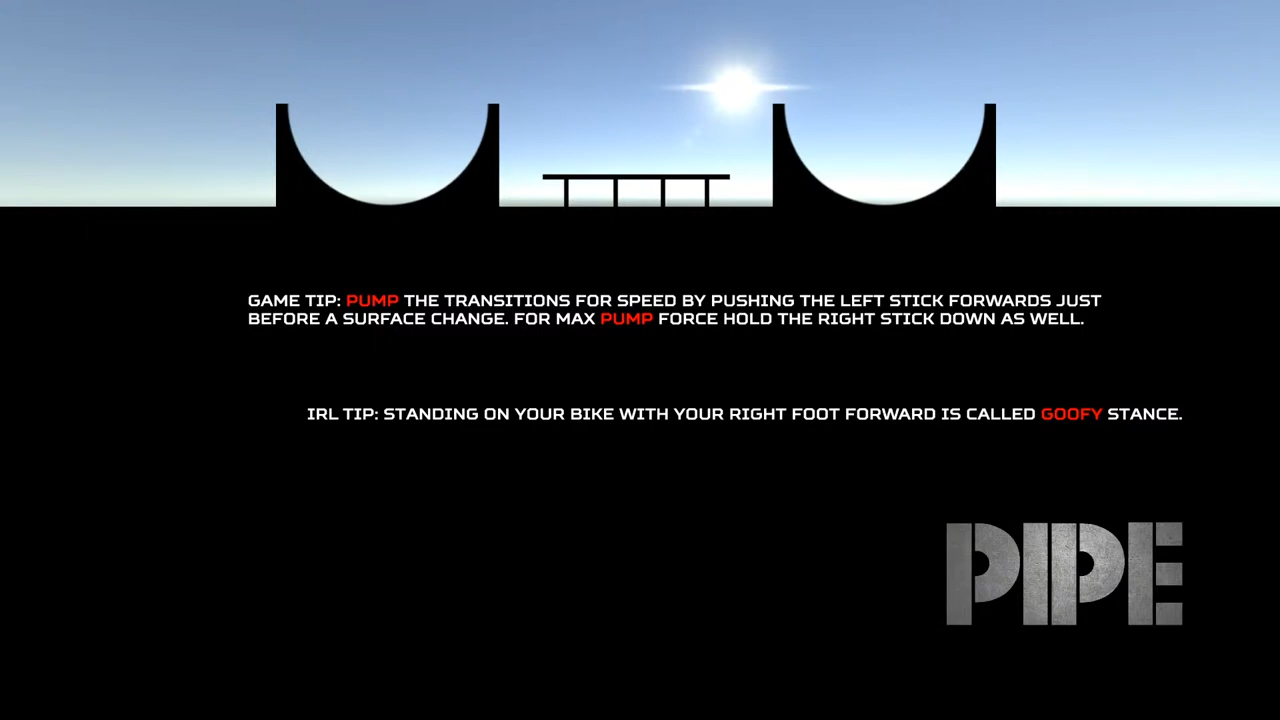 GAME TIP: PUMP THE TRANSITIONS FOR SPEED BY PUSHING THE LEFT STICK FORWARDS JUST
BEFORE A SURFACE CHANGE. FOR MAX PUMP FORCE HOLD THE RIGHT STICK DOWN AS WELL.
IRL TIP: STANDING ON YOUR BIKE WITH YOUR RIGHT FOOT FORWARD IS CALLED GOOFY STANCE.
PIPE